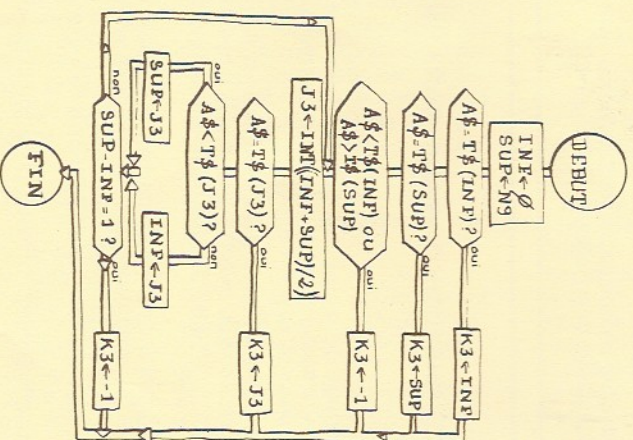 DEBUT
INF←Ø
SUP←N9
A$=T$(INF)?
oui
K3←INF
A$=T$(SUP)?
oui
K3←SUP
A$<T$(INF) ou
A$>T$(SUP)
oui
K3←-1
J3←INT((INF+SUP)/2)
A$=T$(J3)?
oui
K3←J3
oui
A$<T$(J3)?
non
SUP←J3
INF←J3
non
SUP-INF=1?
oui
K3←-1
FIN